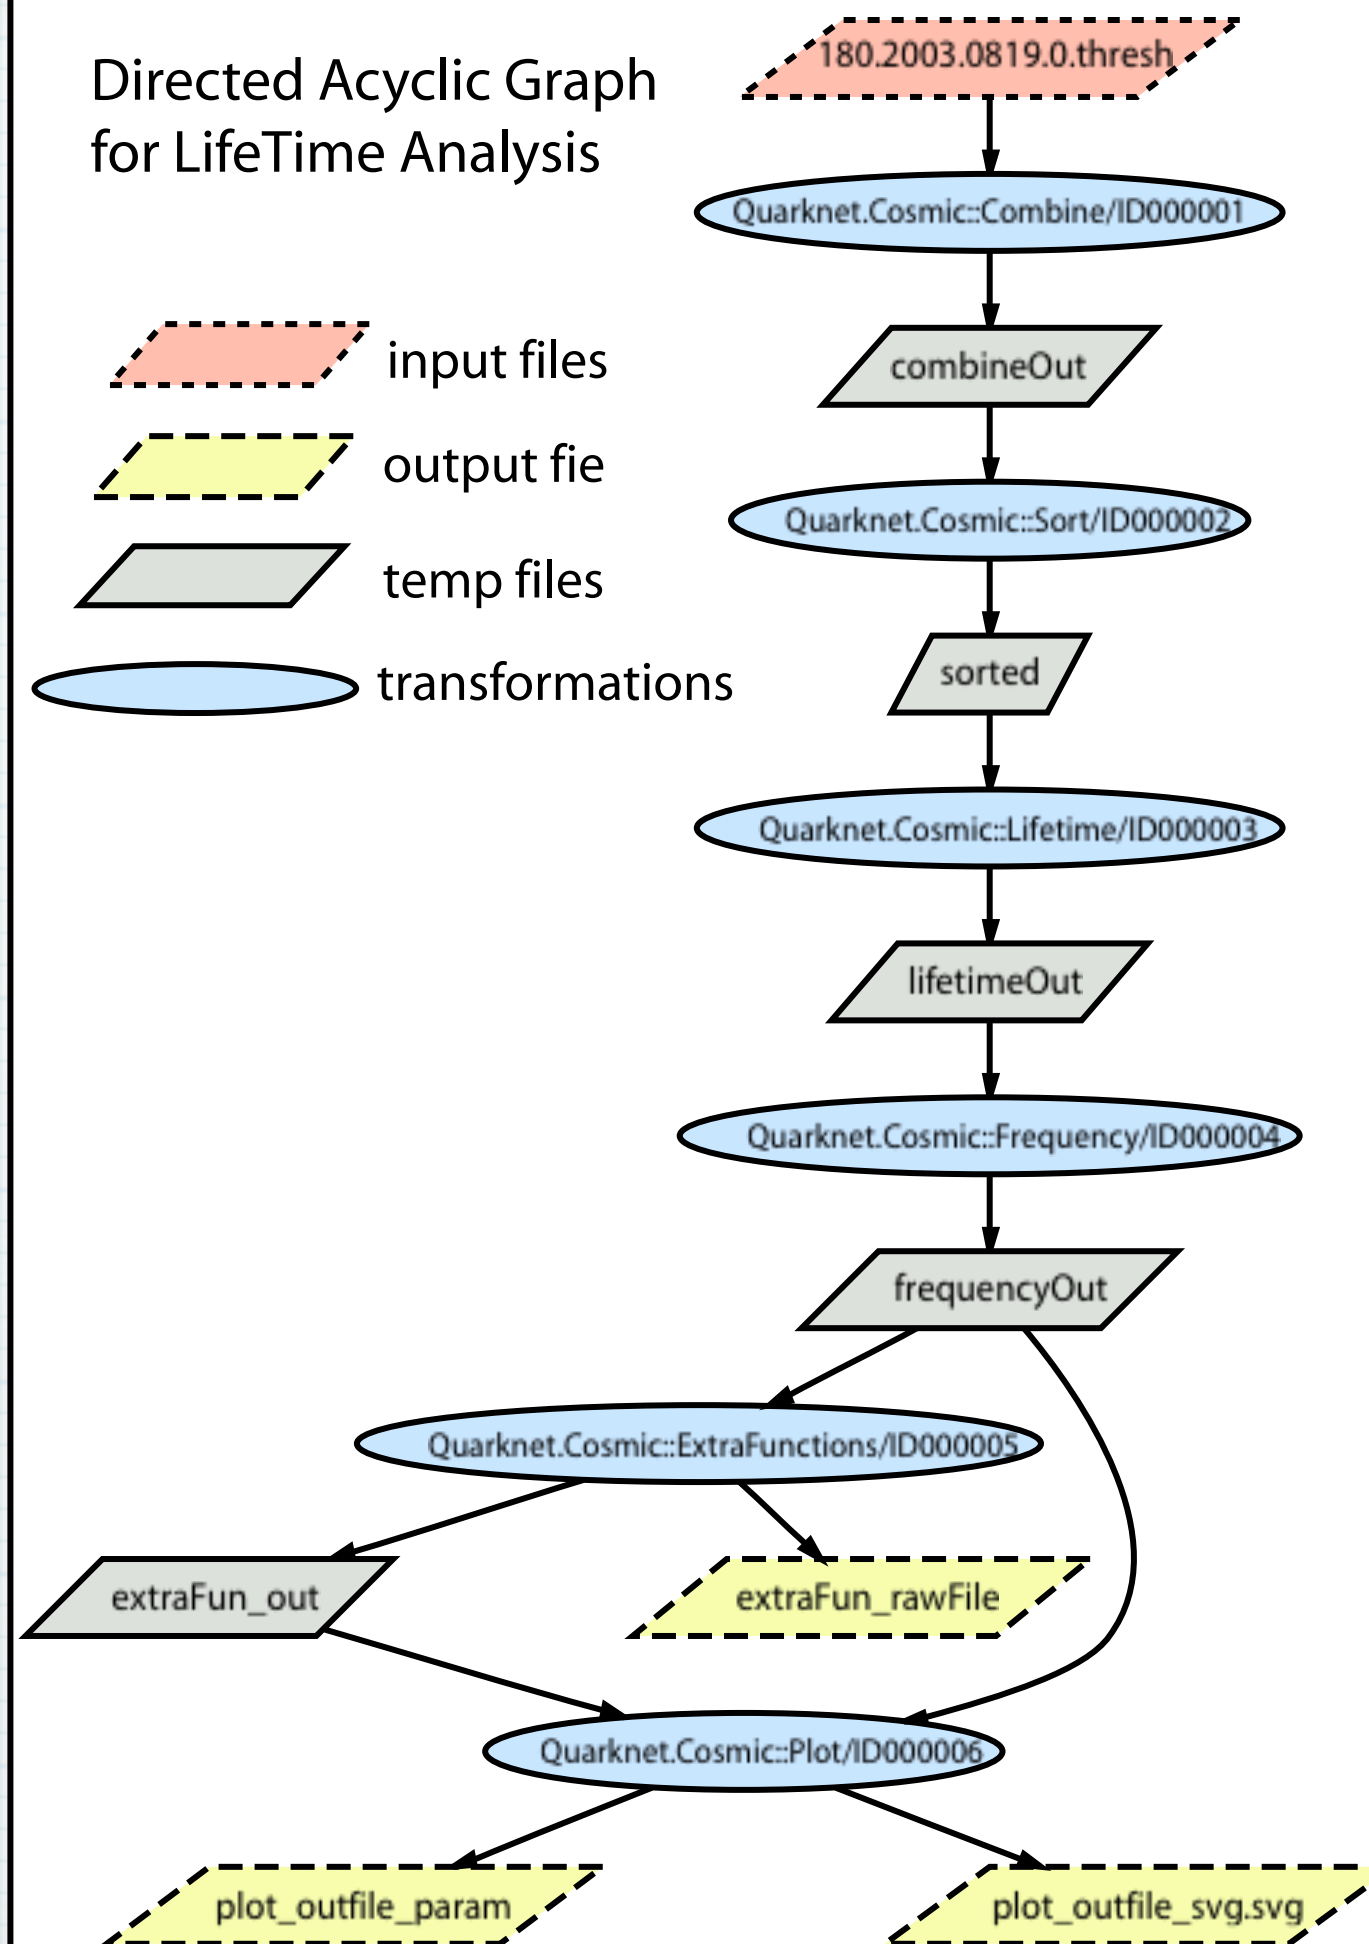 Directed Acyclic Graph
for LifeTime Analysis
input files
output fie
temp files
transformations
180.2003.0819.0.thresh
Quarknet.Cosmic::Combine/ID000001
combineOut
Quarknet.Cosmic::Sort/ID000002
sorted
Quarknet.Cosmic::Lifetime/ID000003
lifetimeOut
Quarknet.Cosmic::Frequency/ID000004
frequencyOut
Quarknet.Cosmic::ExtraFunctions/ID000005
extraFun_out
extraFun_rawFile
Quarknet.Cosmic::Plot/ID000006
plot_outfile_param
plot_outfile_svg.svg